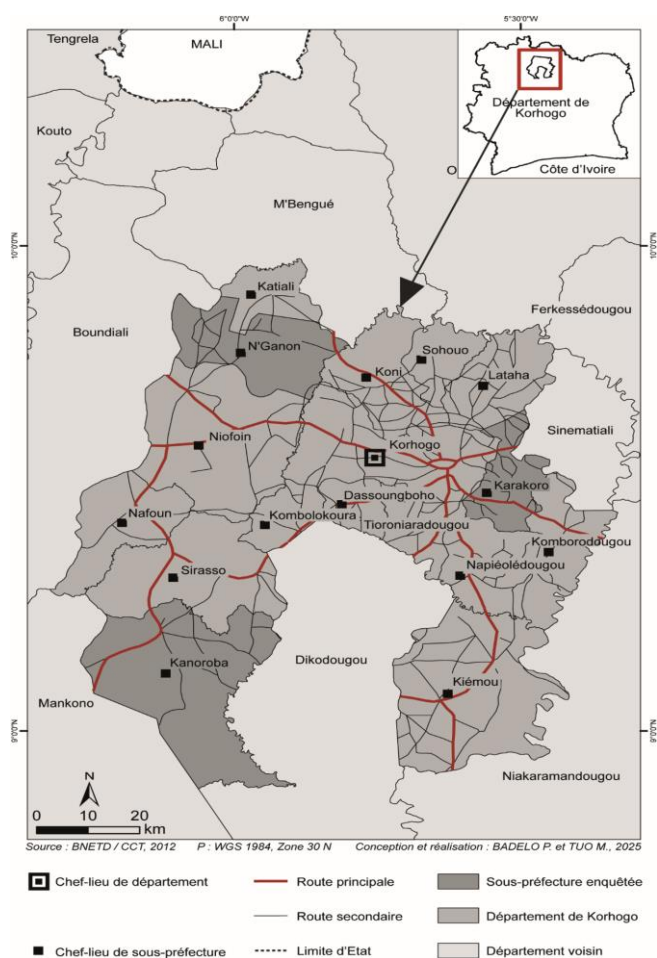 6°0'0"O
5°30'0"O
Tengrela
MALI
Kouto
M'Bengué
Département de
Korhogo
Côte d'Ivoire
10°0'0"N
10°0'0"N
Katiali
Ferkessédougou
Boundiali
N'Ganon
Sohouo
Koni
Lataha
Sinematiali
Niofoin
Korhogo
Karakoro
Dassoungboho
Nafoun
Kombolokoura
Tioroniaradougou
Komborodougou
Sirasso
Napiéolédougou
Kanoroba
Dikodougou
Mankono
Kiémou
9°0'0"N
9°0'0"N
Niakaramandougou
N
0 10 20
km
Source : BNETD / CCT, 2012 P : WGS 1984, Zone 30 N Conception et réalisation : BADELO P. et TUO M., 2025
Chef-lieu de département Route principale Sous-préfecture enquêtée
Route secondaire Département de Korhogo
Chef-lieu de sous-préfecture Limite d'Etat Département voisin